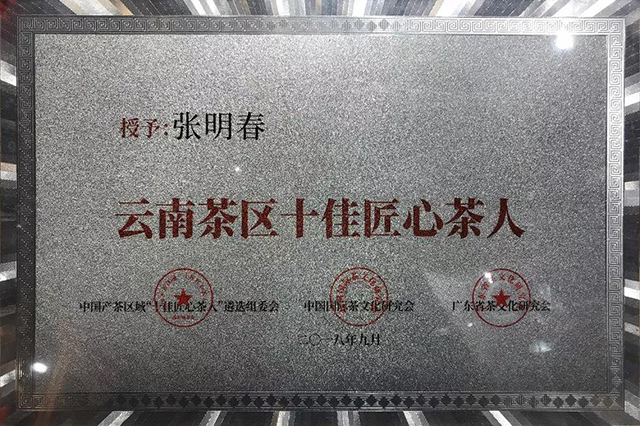 授予:张明春
云南茶区十佳匠心茶人
中国产茶区域“十佳匠心茶人”遴选组委会 中国国际茶文化研究会 广东省茶文化研究会
二〇一八年九月